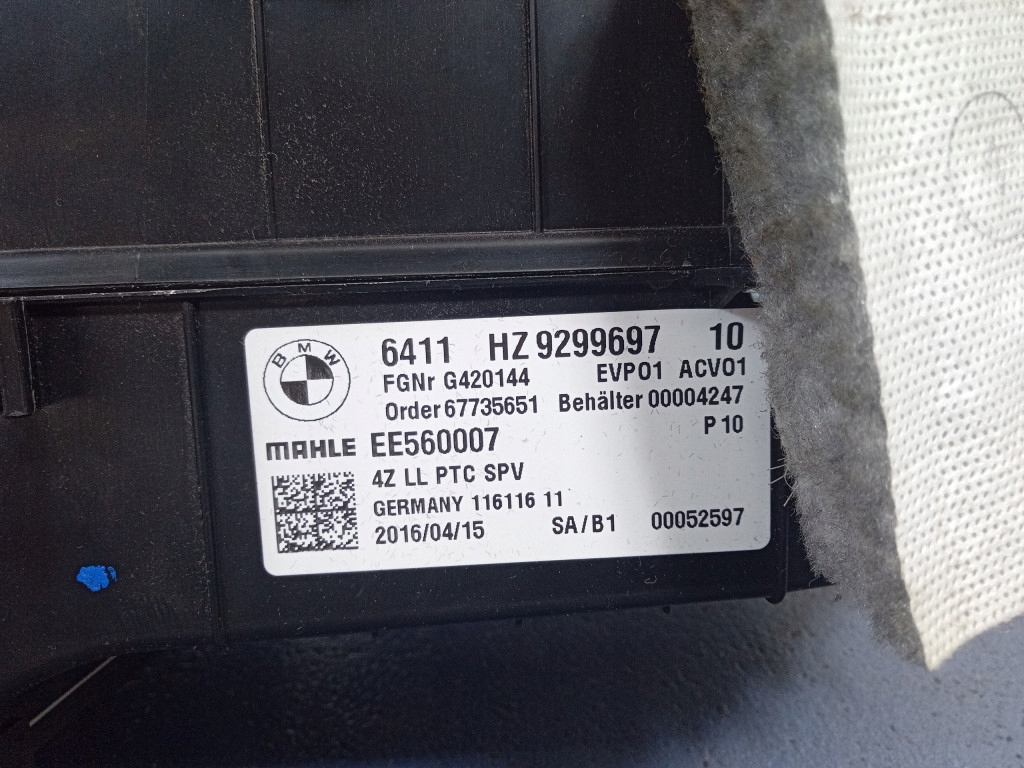 BMW
6411 HZ 9299697 10
FGNr G420144 EVP01 ACV01
Order 67735651 Behälter 00004247
MAHLE EE560007 P 10
4Z LL PTC SPV
GERMANY 116116 11
2016/04/15 SA/B1 00052597